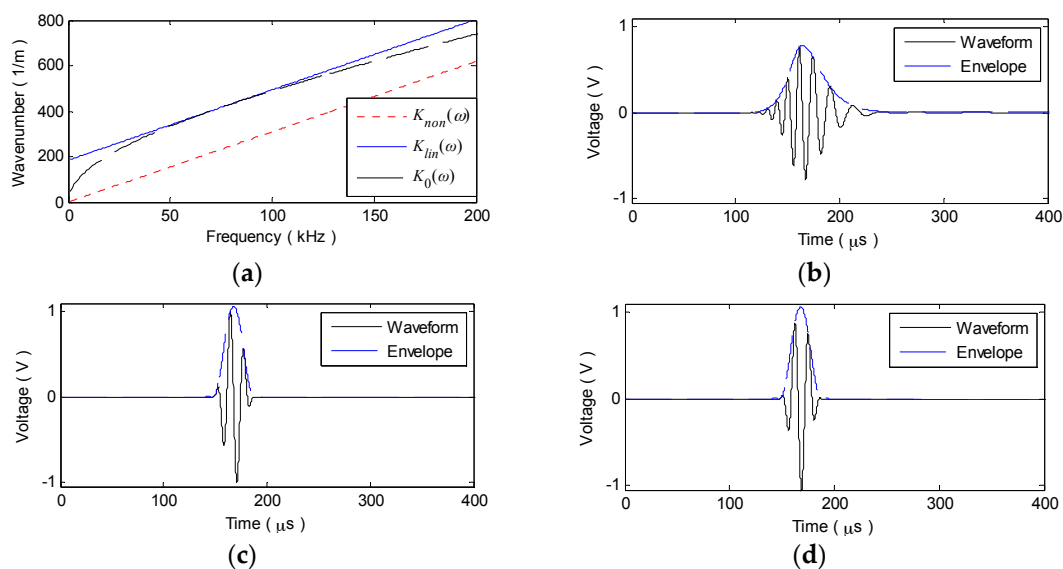 800
600
400
200
0
Wavenumber ( 1/m )
0 50 100 150 200
Frequency ( kHz )
K_non(ω)
K_lin(ω)
K_0(ω)
(a)
1
0
-1
Voltage ( V )
0 100 200 300 400
Time ( μs )
Waveform
Envelope
(b)
1
0
-1
Voltage ( V )
0 100 200 300 400
Time ( μs )
Waveform
Envelope
(c)
1
0
-1
Voltage ( V )
0 100 200 300 400
Time ( μs )
Waveform
Envelope
(d)